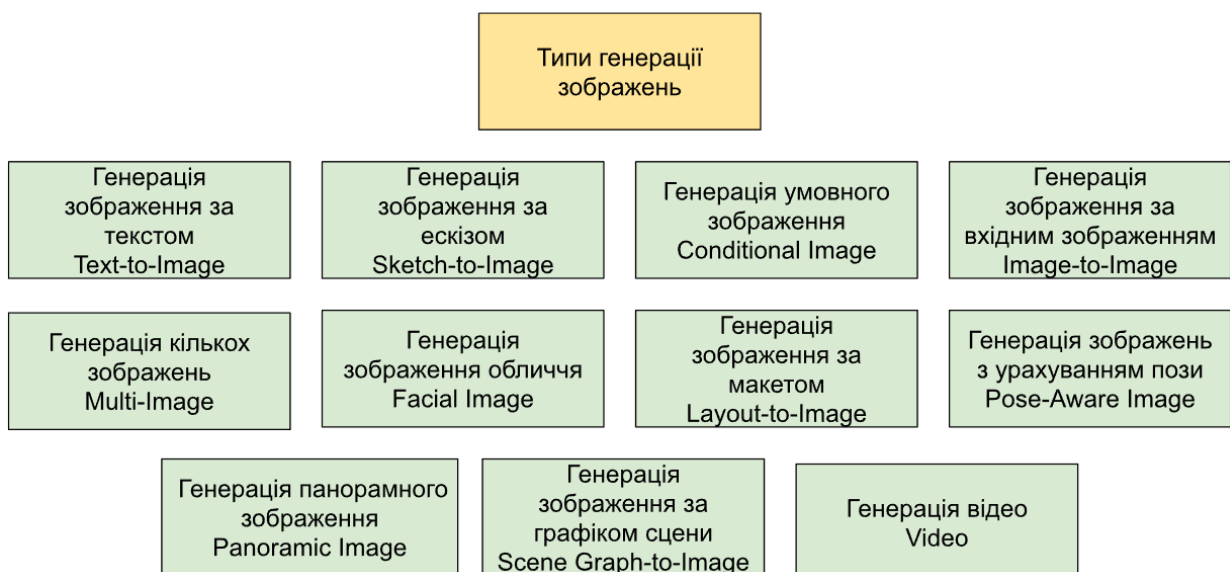 Типи генерації
зображень
Генерація
зображення за
текстом
Text-to-Image
Генерація
зображення за
ескізом
Sketch-to-Image
Генерація умовного
зображення
Conditional Image
Генерація
зображення за
вхідним зображенням
Image-to-Image
Генерація кількох
зображень
Multi-Image
Генерація
зображення обличчя
Facial Image
Генерація
зображення за
макетом
Layout-to-Image
Генерація зображень
з урахуванням пози
Pose-Aware Image
Генерація панорамного
зображення
Panoramic Image
Генерація
зображення за
графіком сцени
Scene Graph-to-Image
Генерація відео
Video